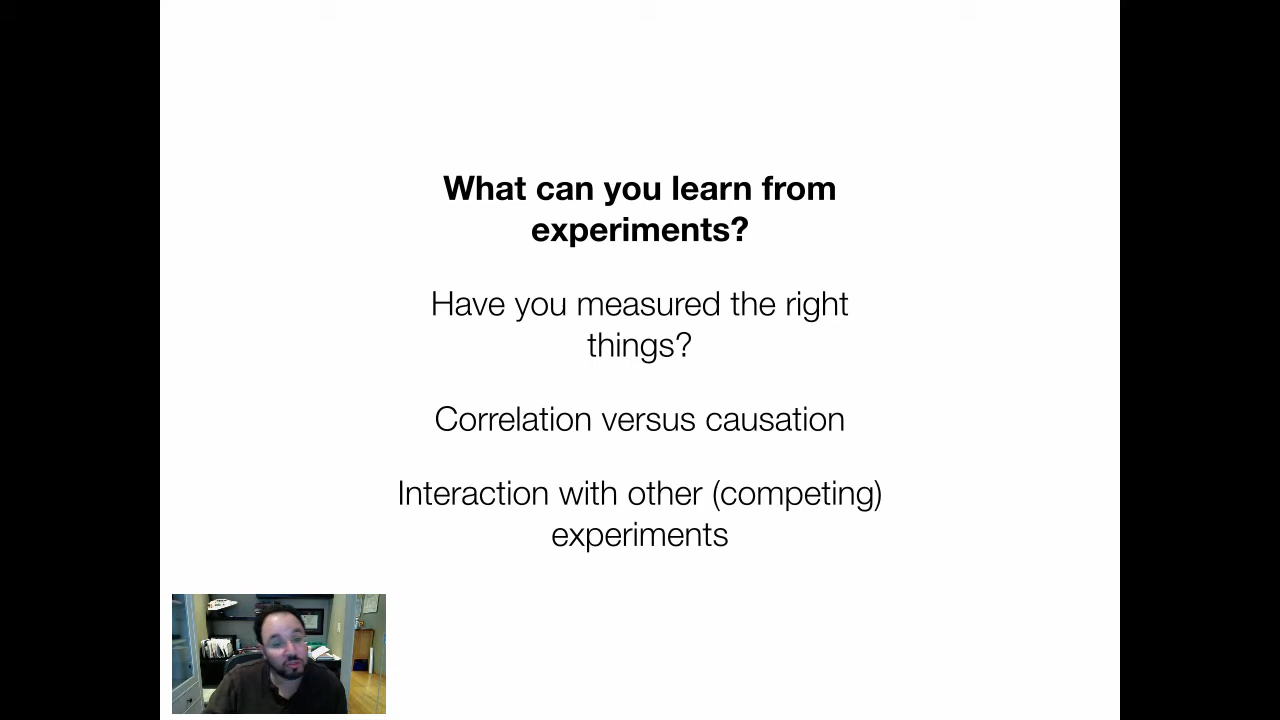 What can you learn from
experiments?
Have you measured the right
things?
Correlation versus causation
Interaction with other (competing)
experiments